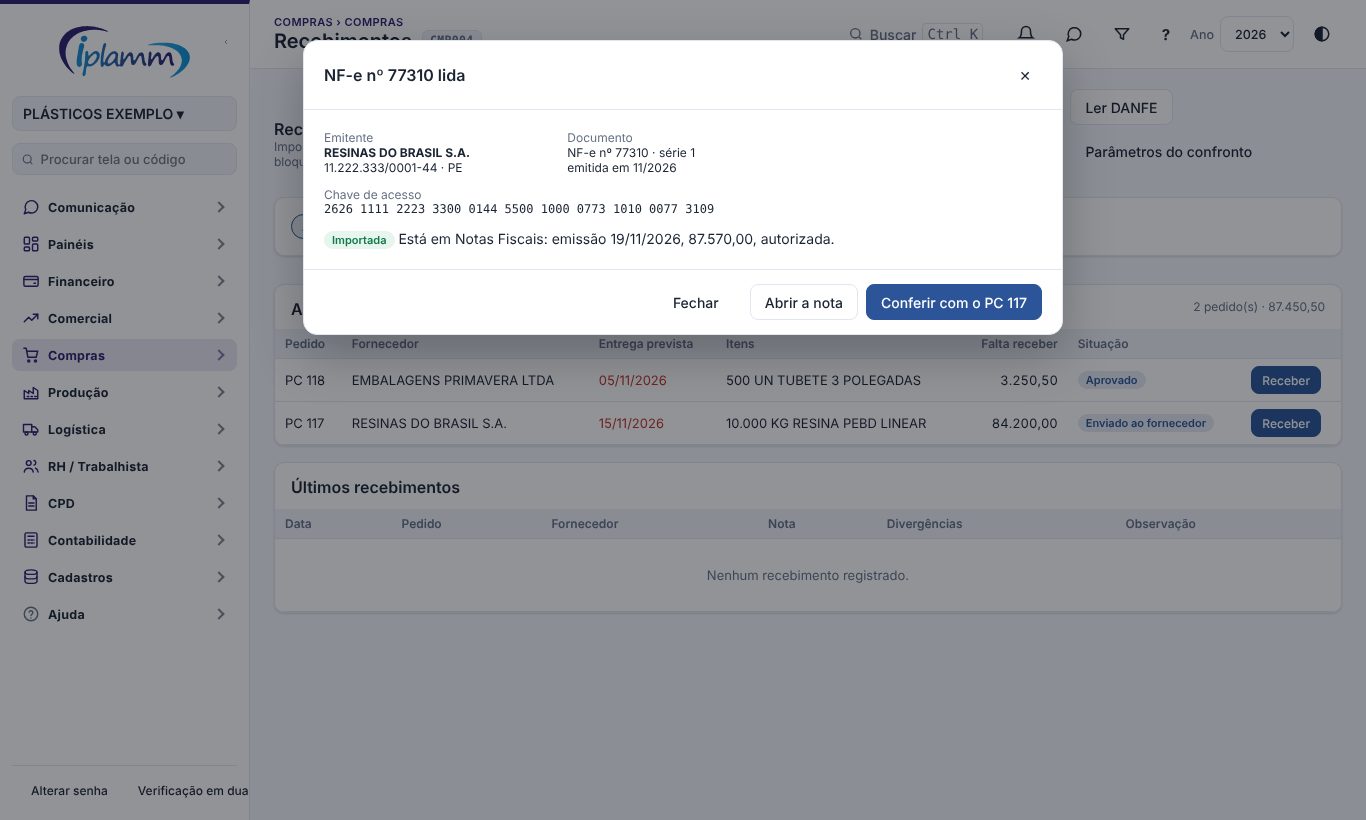 iplamm
PLÁSTICOS EXEMPLO ▾
Procurar tela ou código
Comunicação
Painéis
Financeiro
Comercial
Compras
Produção
Logística
RH / Trabalhista
CPD
Contabilidade
Cadastros
Ajuda
Alterar senha
Verificação em dua
COMPRAS › COMPRAS
Recebimentos CMP004
Buscar Ctrl K
? Ano 2026
Ler DANFE
Parâmetros do confronto
Rec
Impo
bloqu
NF-e nº 77310 lida ×
Emitente
RESINAS DO BRASIL S.A.
11.222.333/0001-44 · PE
Documento
NF-e nº 77310 · série 1
emitida em 11/2026
Chave de acesso
2626 1111 2223 3300 0144 5500 1000 0773 1010 0077 3109
Importada Está em Notas Fiscais: emissão 19/11/2026, 87.570,00, autorizada.
Fechar Abrir a nota Conferir com o PC 117
A
2 pedido(s) · 87.450,50
Pedido Fornecedor Entrega prevista Itens Falta receber Situação
PC 118 EMBALAGENS PRIMAVERA LTDA 05/11/2026 500 UN TUBETE 3 POLEGADAS 3.250,50 Aprovado Receber
PC 117 RESINAS DO BRASIL S.A. 15/11/2026 10.000 KG RESINA PEBD LINEAR 84.200,00 Enviado ao fornecedor Receber
Últimos recebimentos
Data Pedido Fornecedor Nota Divergências Observação
Nenhum recebimento registrado.